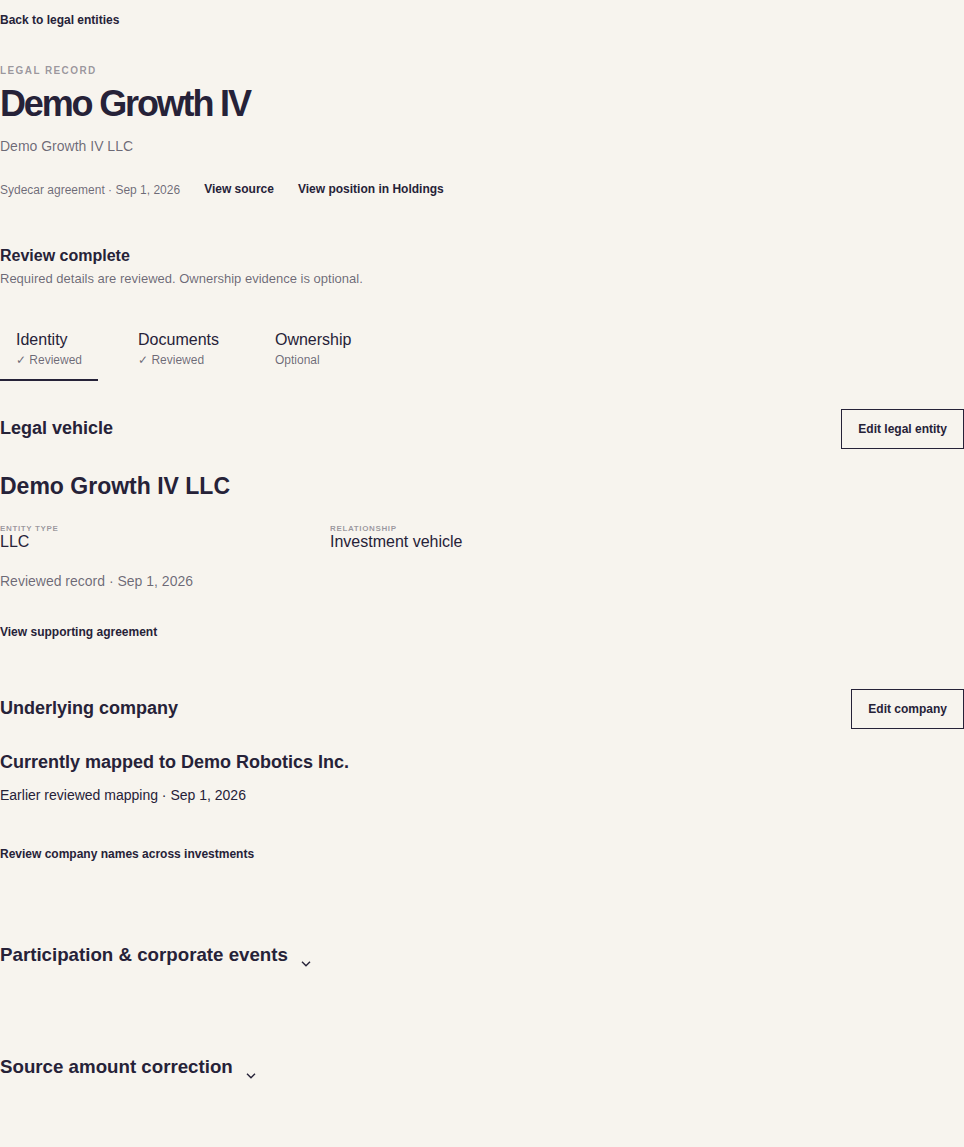 Back to legal entities
LEGAL RECORD
Demo Growth IV
Demo Growth IV LLC
Sydecar agreement · Sep 1, 2026 View source View position in Holdings
Review complete
Required details are reviewed. Ownership evidence is optional.
Identity Documents Ownership
✓ Reviewed ✓ Reviewed Optional
Legal vehicle Edit legal entity
Demo Growth IV LLC
ENTITY TYPE RELATIONSHIP
LLC Investment vehicle
Reviewed record · Sep 1, 2026
View supporting agreement
Underlying company Edit company
Currently mapped to Demo Robotics Inc.
Earlier reviewed mapping · Sep 1, 2026
Review company names across investments
Participation & corporate events
Source amount correction